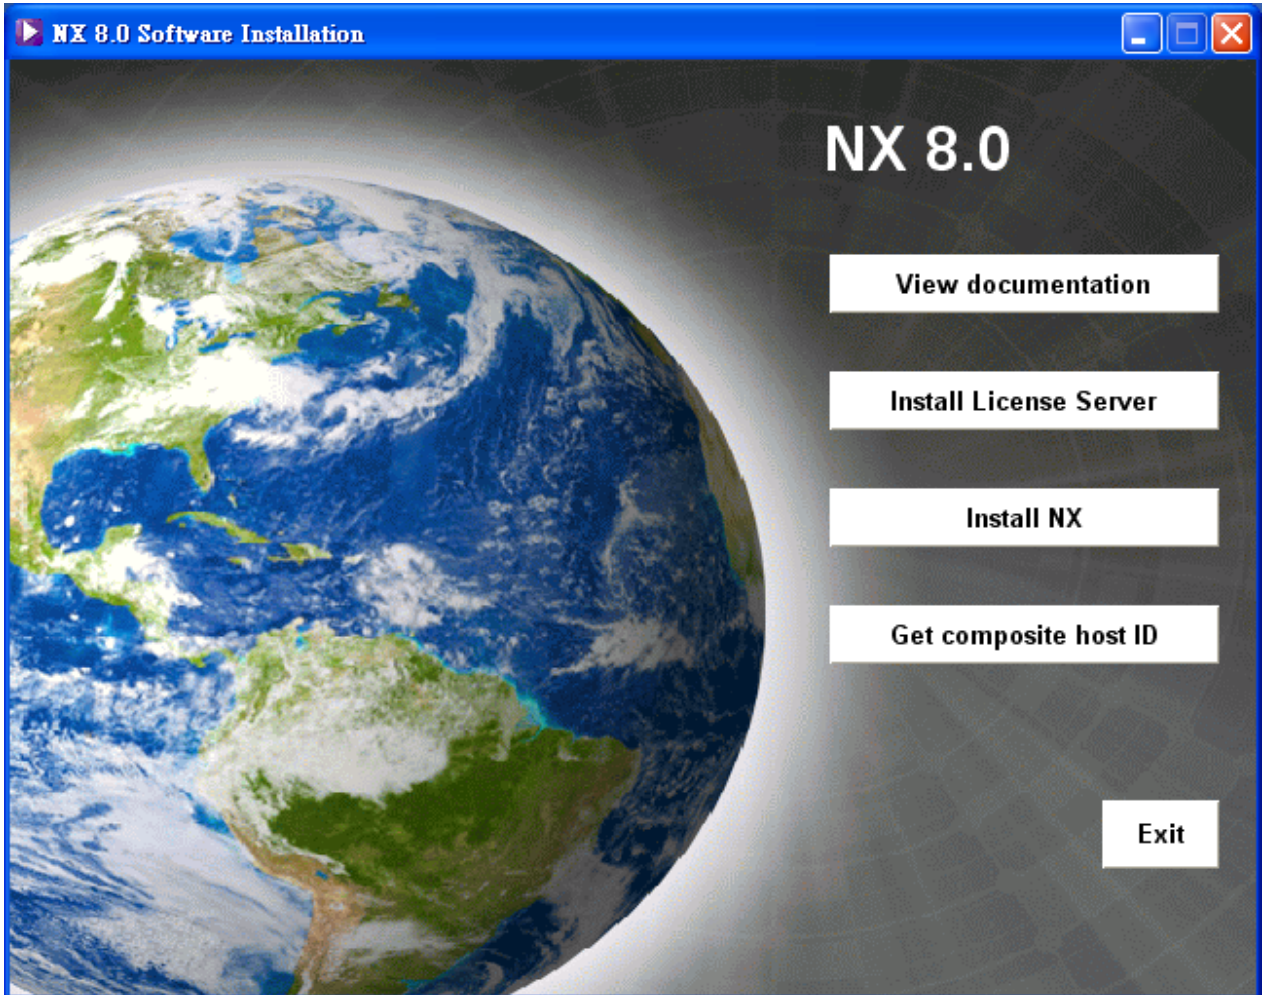 NX 8.0 Software Installation
NX 8.0
View documentation
Install License Server
Install NX
Get composite host ID
Exit